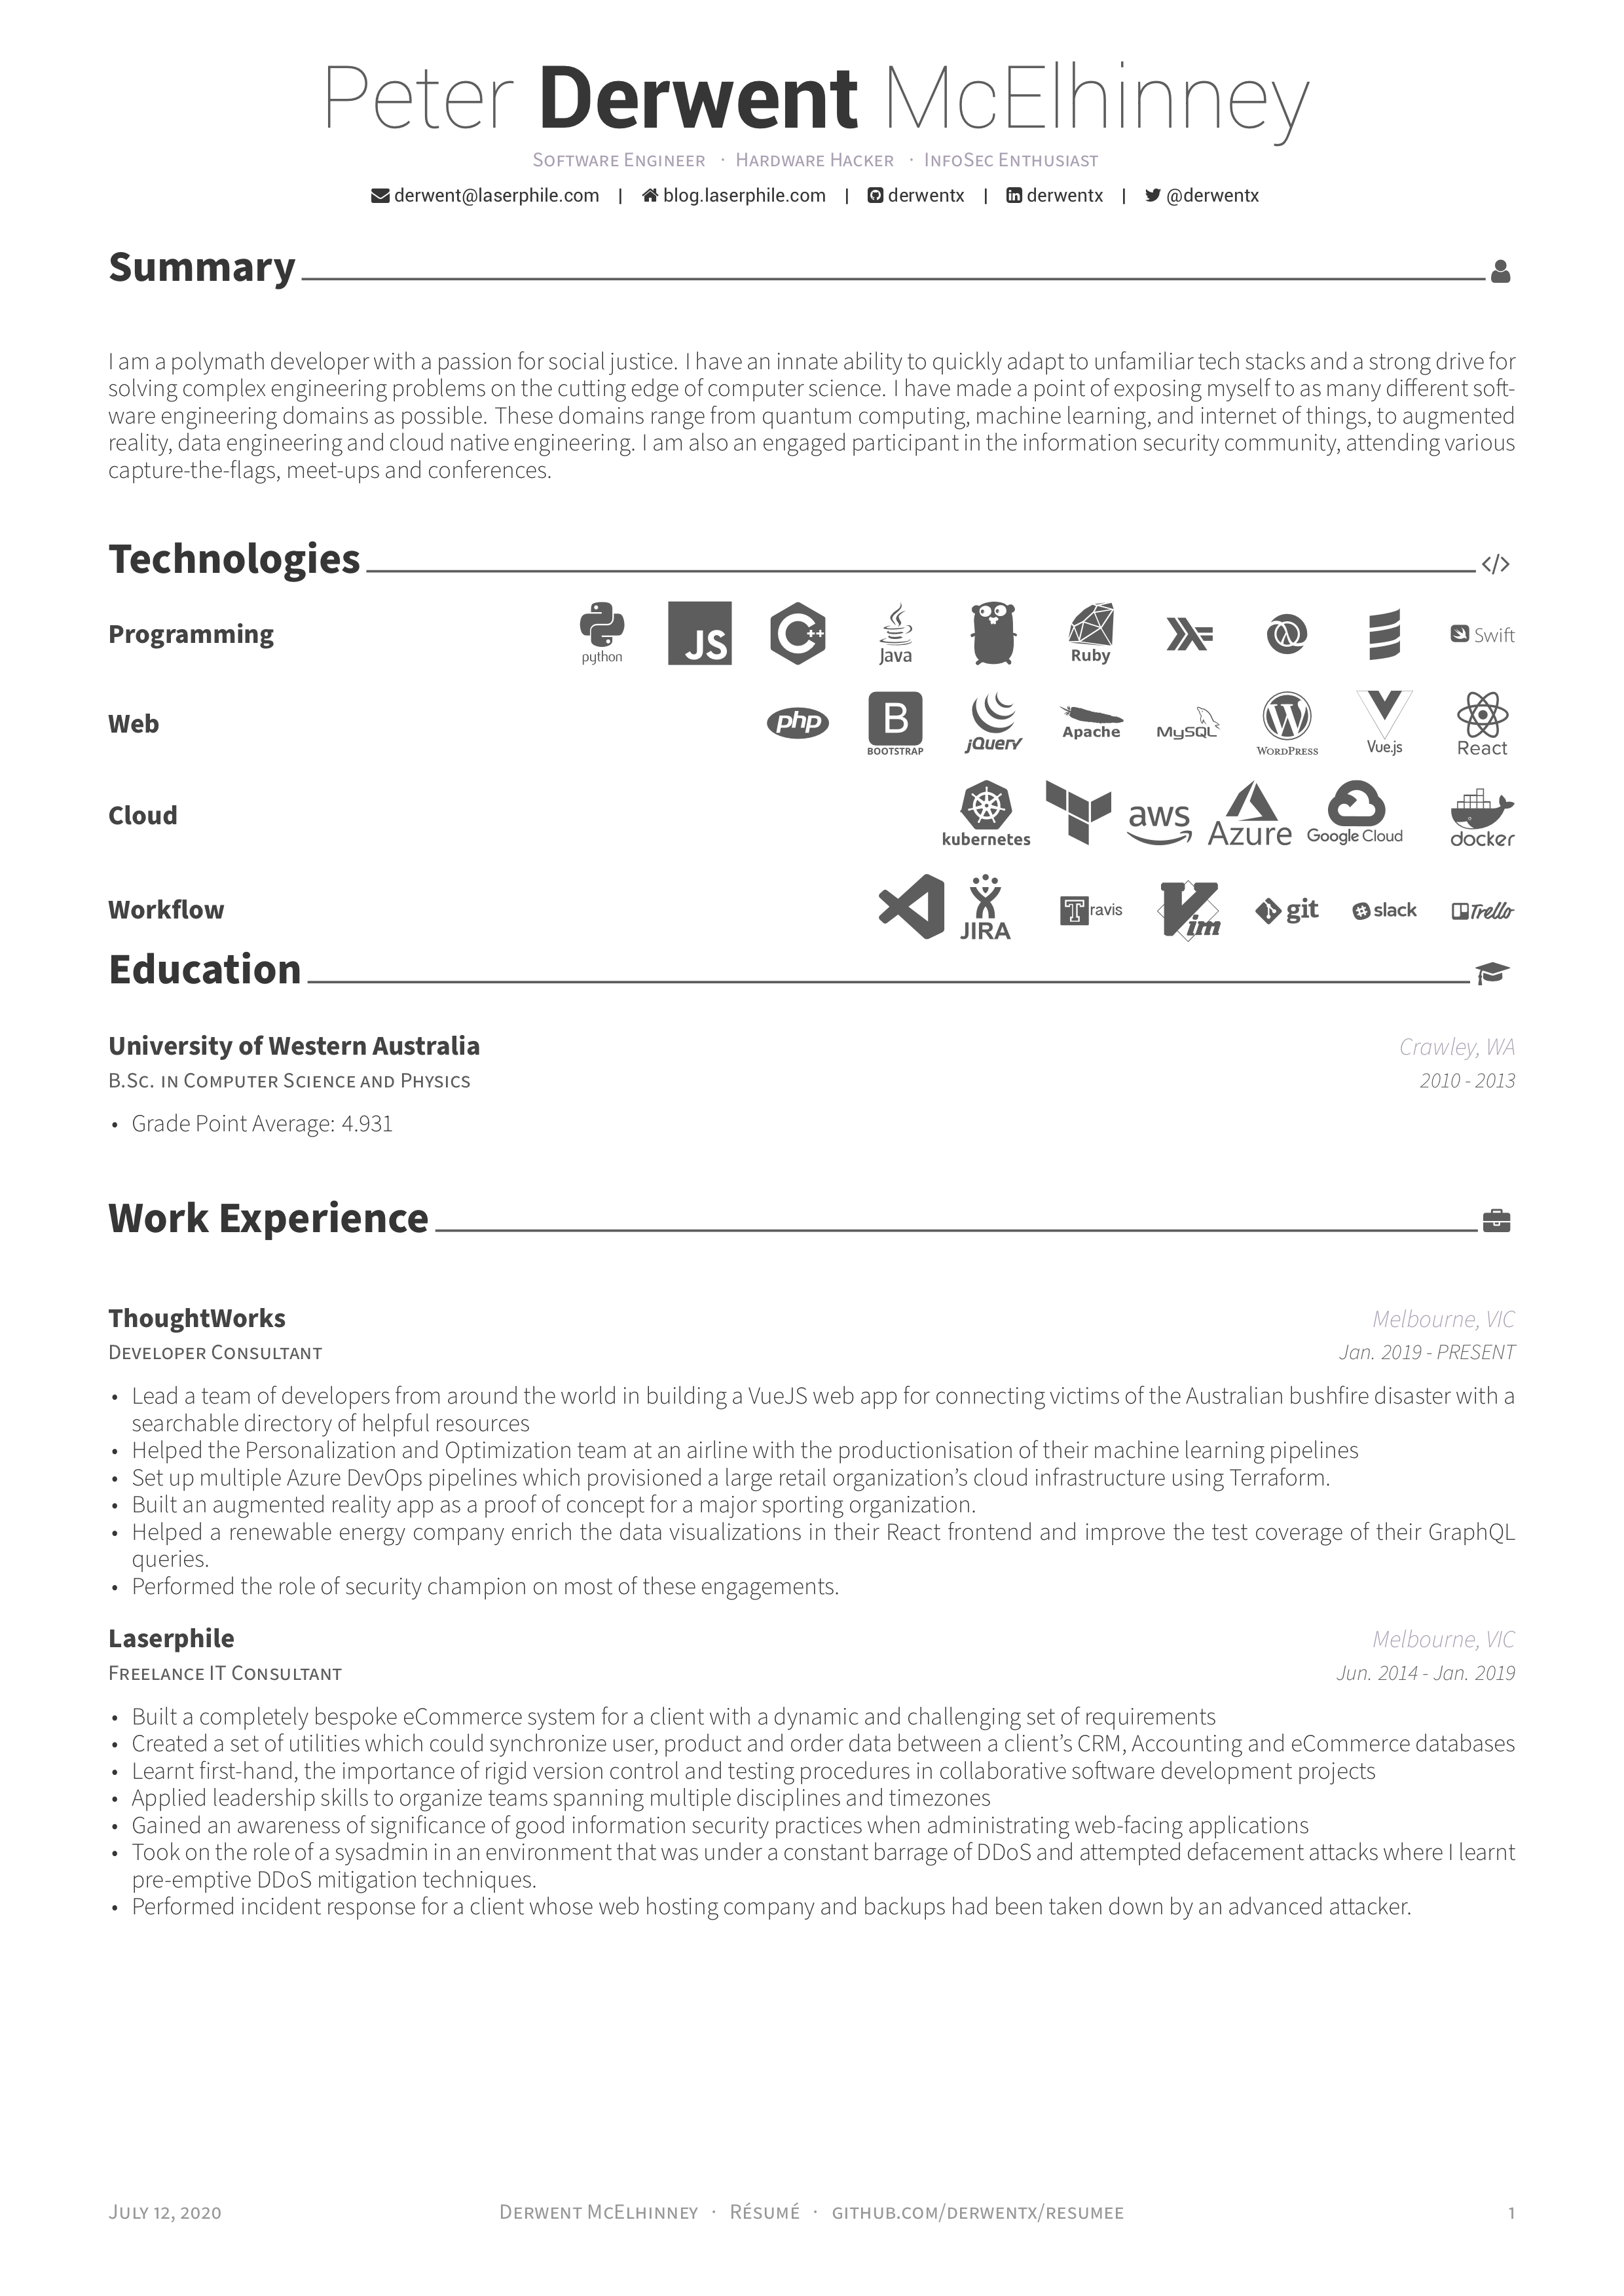 Peter Derwent McElhinney
Software Engineer · Hardware Hacker · InfoSec Enthusiast
derwent@laserphile.com | blog.laserphile.com | derwentx | derwentx | @derwentx
Summary
I am a polymath developer with a passion for social justice. I have an innate ability to quickly adapt to unfamiliar tech stacks and a strong drive for
solving complex engineering problems on the cutting edge of computer science. I have made a point of exposing myself to as many different soft-
ware engineering domains as possible. These domains range from quantum computing, machine learning, and internet of things, to augmented
reality, data engineering and cloud native engineering. I am also an engaged participant in the information security community, attending various
capture-the-flags, meet-ups and conferences.
Technologies </>
Programming python JS C++ Java Ruby Swift
Web php B BOOTSTRAP jQuery Apache MySQL WordPress Vue.js React
Cloud kubernetes aws Azure Google Cloud docker
Workflow JIRA Travis Vim git slack Trello
Education
University of Western Australia Crawley, WA
B.Sc. in Computer Science and Physics 2010 - 2013
• Grade Point Average: 4.931
Work Experience
ThoughtWorks Melbourne, VIC
Developer Consultant Jan. 2019 - PRESENT
• Lead a team of developers from around the world in building a VueJS web app for connecting victims of the Australian bushfire disaster with a
searchable directory of helpful resources
• Helped the Personalization and Optimization team at an airline with the productionisation of their machine learning pipelines
• Set up multiple Azure DevOps pipelines which provisioned a large retail organization's cloud infrastructure using Terraform.
• Built an augmented reality app as a proof of concept for a major sporting organization.
• Helped a renewable energy company enrich the data visualizations in their React frontend and improve the test coverage of their GraphQL
queries.
• Performed the role of security champion on most of these engagements.
Laserphile Melbourne, VIC
Freelance IT Consultant Jun. 2014 - Jan. 2019
• Built a completely bespoke eCommerce system for a client with a dynamic and challenging set of requirements
• Created a set of utilities which could synchronize user, product and order data between a client's CRM, Accounting and eCommerce databases
• Learnt first-hand, the importance of rigid version control and testing procedures in collaborative software development projects
• Applied leadership skills to organize teams spanning multiple disciplines and timezones
• Gained an awareness of significance of good information security practices when administrating web-facing applications
• Took on the role of a sysadmin in an environment that was under a constant barrage of DDoS and attempted defacement attacks where I learnt
pre-emptive DDoS mitigation techniques.
• Performed incident response for a client whose web hosting company and backups had been taken down by an advanced attacker.
July 12, 2020 Derwent McElhinney · Résumé · github.com/derwentx/resumee 1